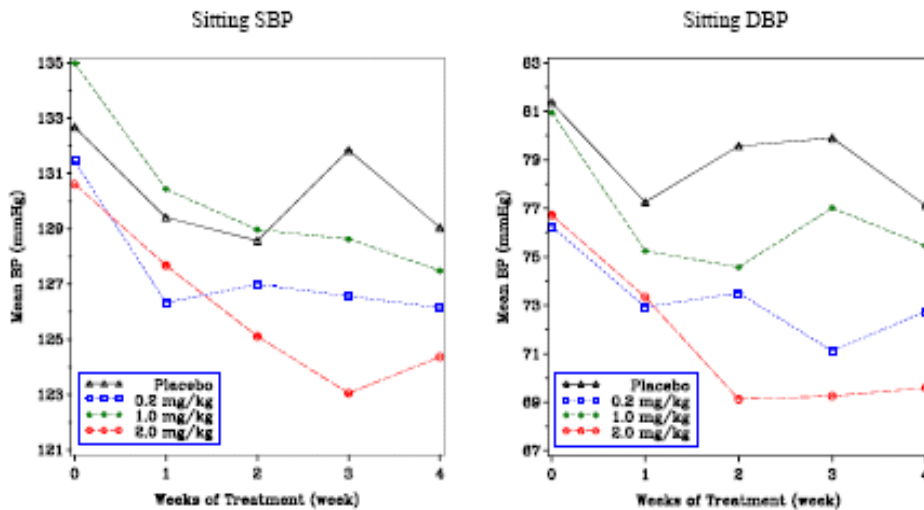 Sitting SBP
135
133
131
129
127
125
123
121
Mean BP (mmHg)
Placebo
0.2 mg/kg
1.0 mg/kg
2.0 mg/kg
0 1 2 3 4
Weeks of Treatment (week)
Sitting DBP
83
81
79
77
75
73
71
69
67
Mean BP (mmHg)
Placebo
0.2 mg/kg
1.0 mg/kg
2.0 mg/kg
0 1 2 3 4
Weeks of Treatment (week)